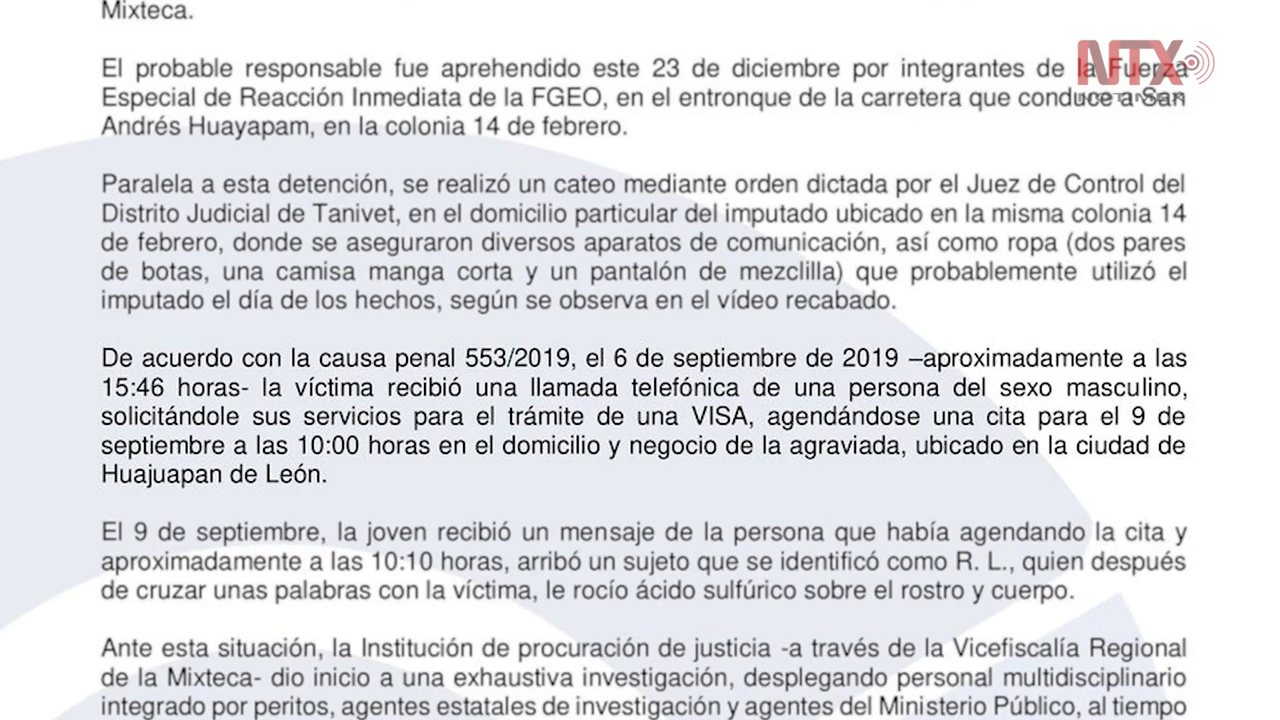 Mixteca.
NTX
NOTIMEX
El probable responsable fue aprehendido este 23 de diciembre por integrantes de la Fuerza
Especial de Reacción Inmediata de la FGEO, en el entronque de la carretera que conduce a San
Andrés Huayapam, en la colonia 14 de febrero.
Paralela a esta detención, se realizó un cateo mediante orden dictada por el Juez de Control del
Distrito Judicial de Tanivet, en el domicilio particular del imputado ubicado en la misma colonia 14
de febrero, donde se aseguraron diversos aparatos de comunicación, así como ropa (dos pares
de botas, una camisa manga corta y un pantalón de mezclilla) que probablemente utilizó el
imputado el día de los hechos, según se observa en el vídeo recabado.
De acuerdo con la causa penal 553/2019, el 6 de septiembre de 2019 –aproximadamente a las
15:46 horas- la víctima recibió una llamada telefónica de una persona del sexo masculino,
solicitándole sus servicios para el trámite de una VISA, agendándose una cita para el 9 de
septiembre a las 10:00 horas en el domicilio y negocio de la agraviada, ubicado en la ciudad de
Huajuapan de León.
El 9 de septiembre, la joven recibió un mensaje de la persona que había agendando la cita y
aproximadamente a las 10:10 horas, arribó un sujeto que se identificó como R. L., quien después
de cruzar unas palabras con la víctima, le rocío ácido sulfúrico sobre el rostro y cuerpo.
Ante esta situación, la Institución de procuración de justicia -a través de la Vicefiscalía Regional
de la Mixteca- dio inicio a una exhaustiva investigación, desplegando personal multidisciplinario
integrado por peritos, agentes estatales de investigación y agentes del Ministerio Público, al tiempo